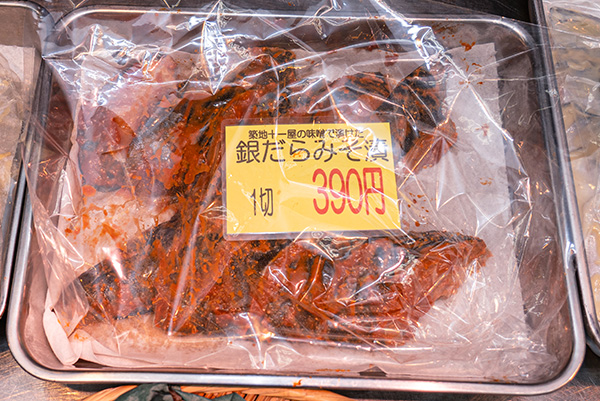 築地十一屋の味噌で漬けた
銀だらみそ漬
1切 390円